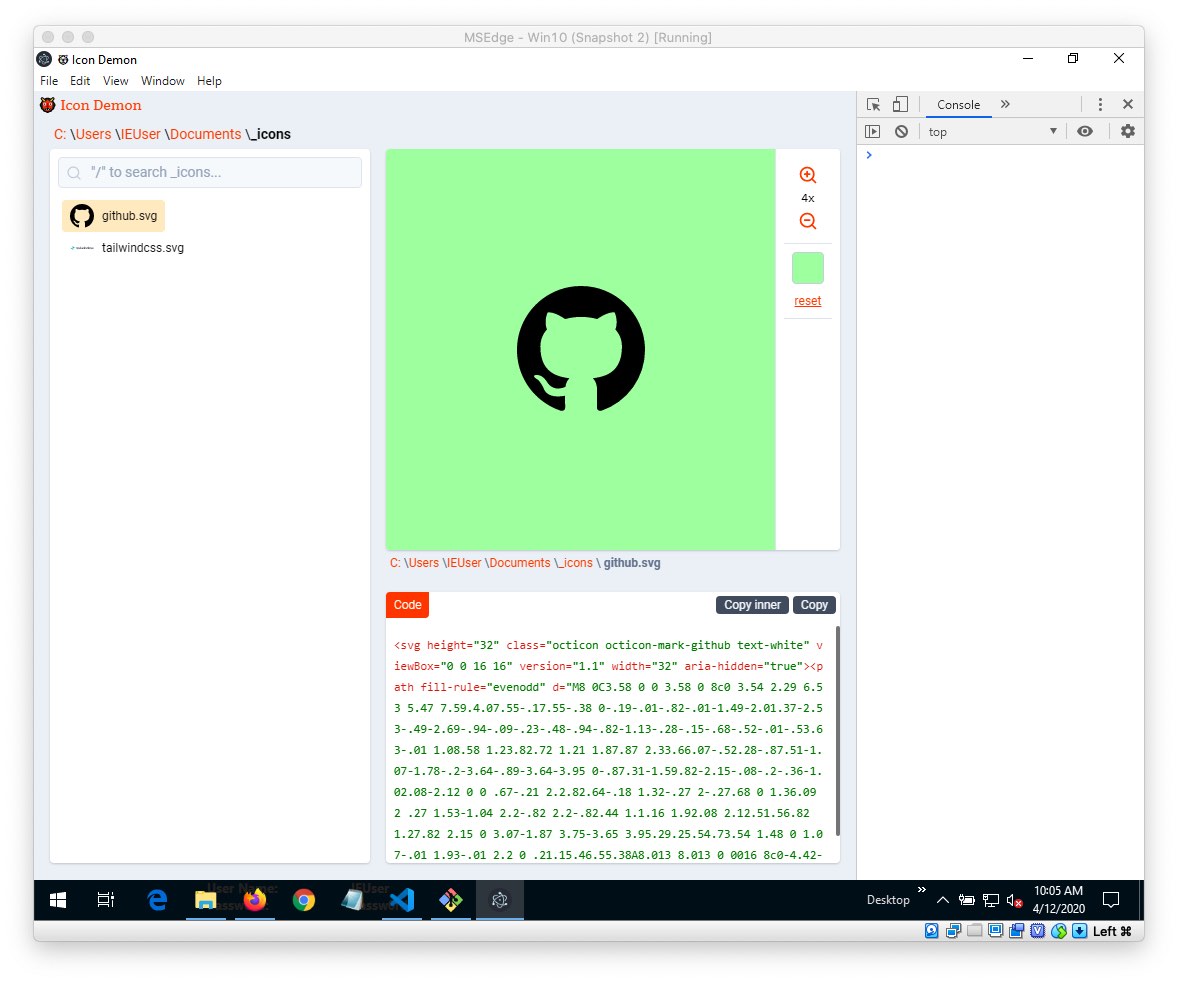 MSEdge - Win10 (Snapshot 2) [Running]
Icon Demon
File Edit View Window Help
Icon Demon
C: \Users \IEUser \Documents \_icons
"/" to search _icons...
github.svg
tailwindcss.svg
4x
reset
C: \Users \IEUser \Documents \_icons \ github.svg
Code
Copy inner
Copy
<svg height="32" class="octicon octicon-mark-github text-white" v
iewBox="0 0 16 16" version="1.1" width="32" aria-hidden="true"><p
ath fill-rule="evenodd" d="M8 0C3.58 0 0 3.58 0 8c0 3.54 2.29 6.5
3 5.47 7.59.4.07.55-.17.55-.38 0-.19-.01-.82-.01-1.49-2.01.37-2.5
3-.49-2.69-.94-.09-.23-.48-.94-.82-1.13-.28-.15-.68-.52-.01-.53.6
3-.01 1.08.58 1.23.82.72 1.21 1.87.87 2.33.66.07-.52.28-.87.51-1.
07-1.78-.2-3.64-.89-3.64-3.95 0-.87.31-1.59.82-2.15-.08-.2-.36-1.
02.08-2.12 0 0 .67-.21 2.2.82.64-.18 1.32-.27 2-.27.68 0 1.36.09
2 .27 1.53-1.04 2.2-.82 2.2-.82.44 1.1.16 1.92.08 2.12.51.56.82
1.27.82 2.15 0 3.07-1.87 3.75-3.65 3.95.29.25.54.73.54 1.48 0 1.0
7-.01 1.93-.01 2.2 0 .21.15.46.55.38A8.013 8.013 0 0016 8c0-4.42-
Console
top
User Name:
IEUser
Desktop
10:05 AM
4/12/2020
Left ⌘